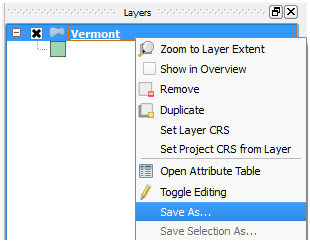 Layers
Vermont
Zoom to Layer Extent
Show in Overview
Remove
Duplicate
Set Layer CRS
Set Project CRS from Layer
Open Attribute Table
Toggle Editing
Save As...
Save Selection As...